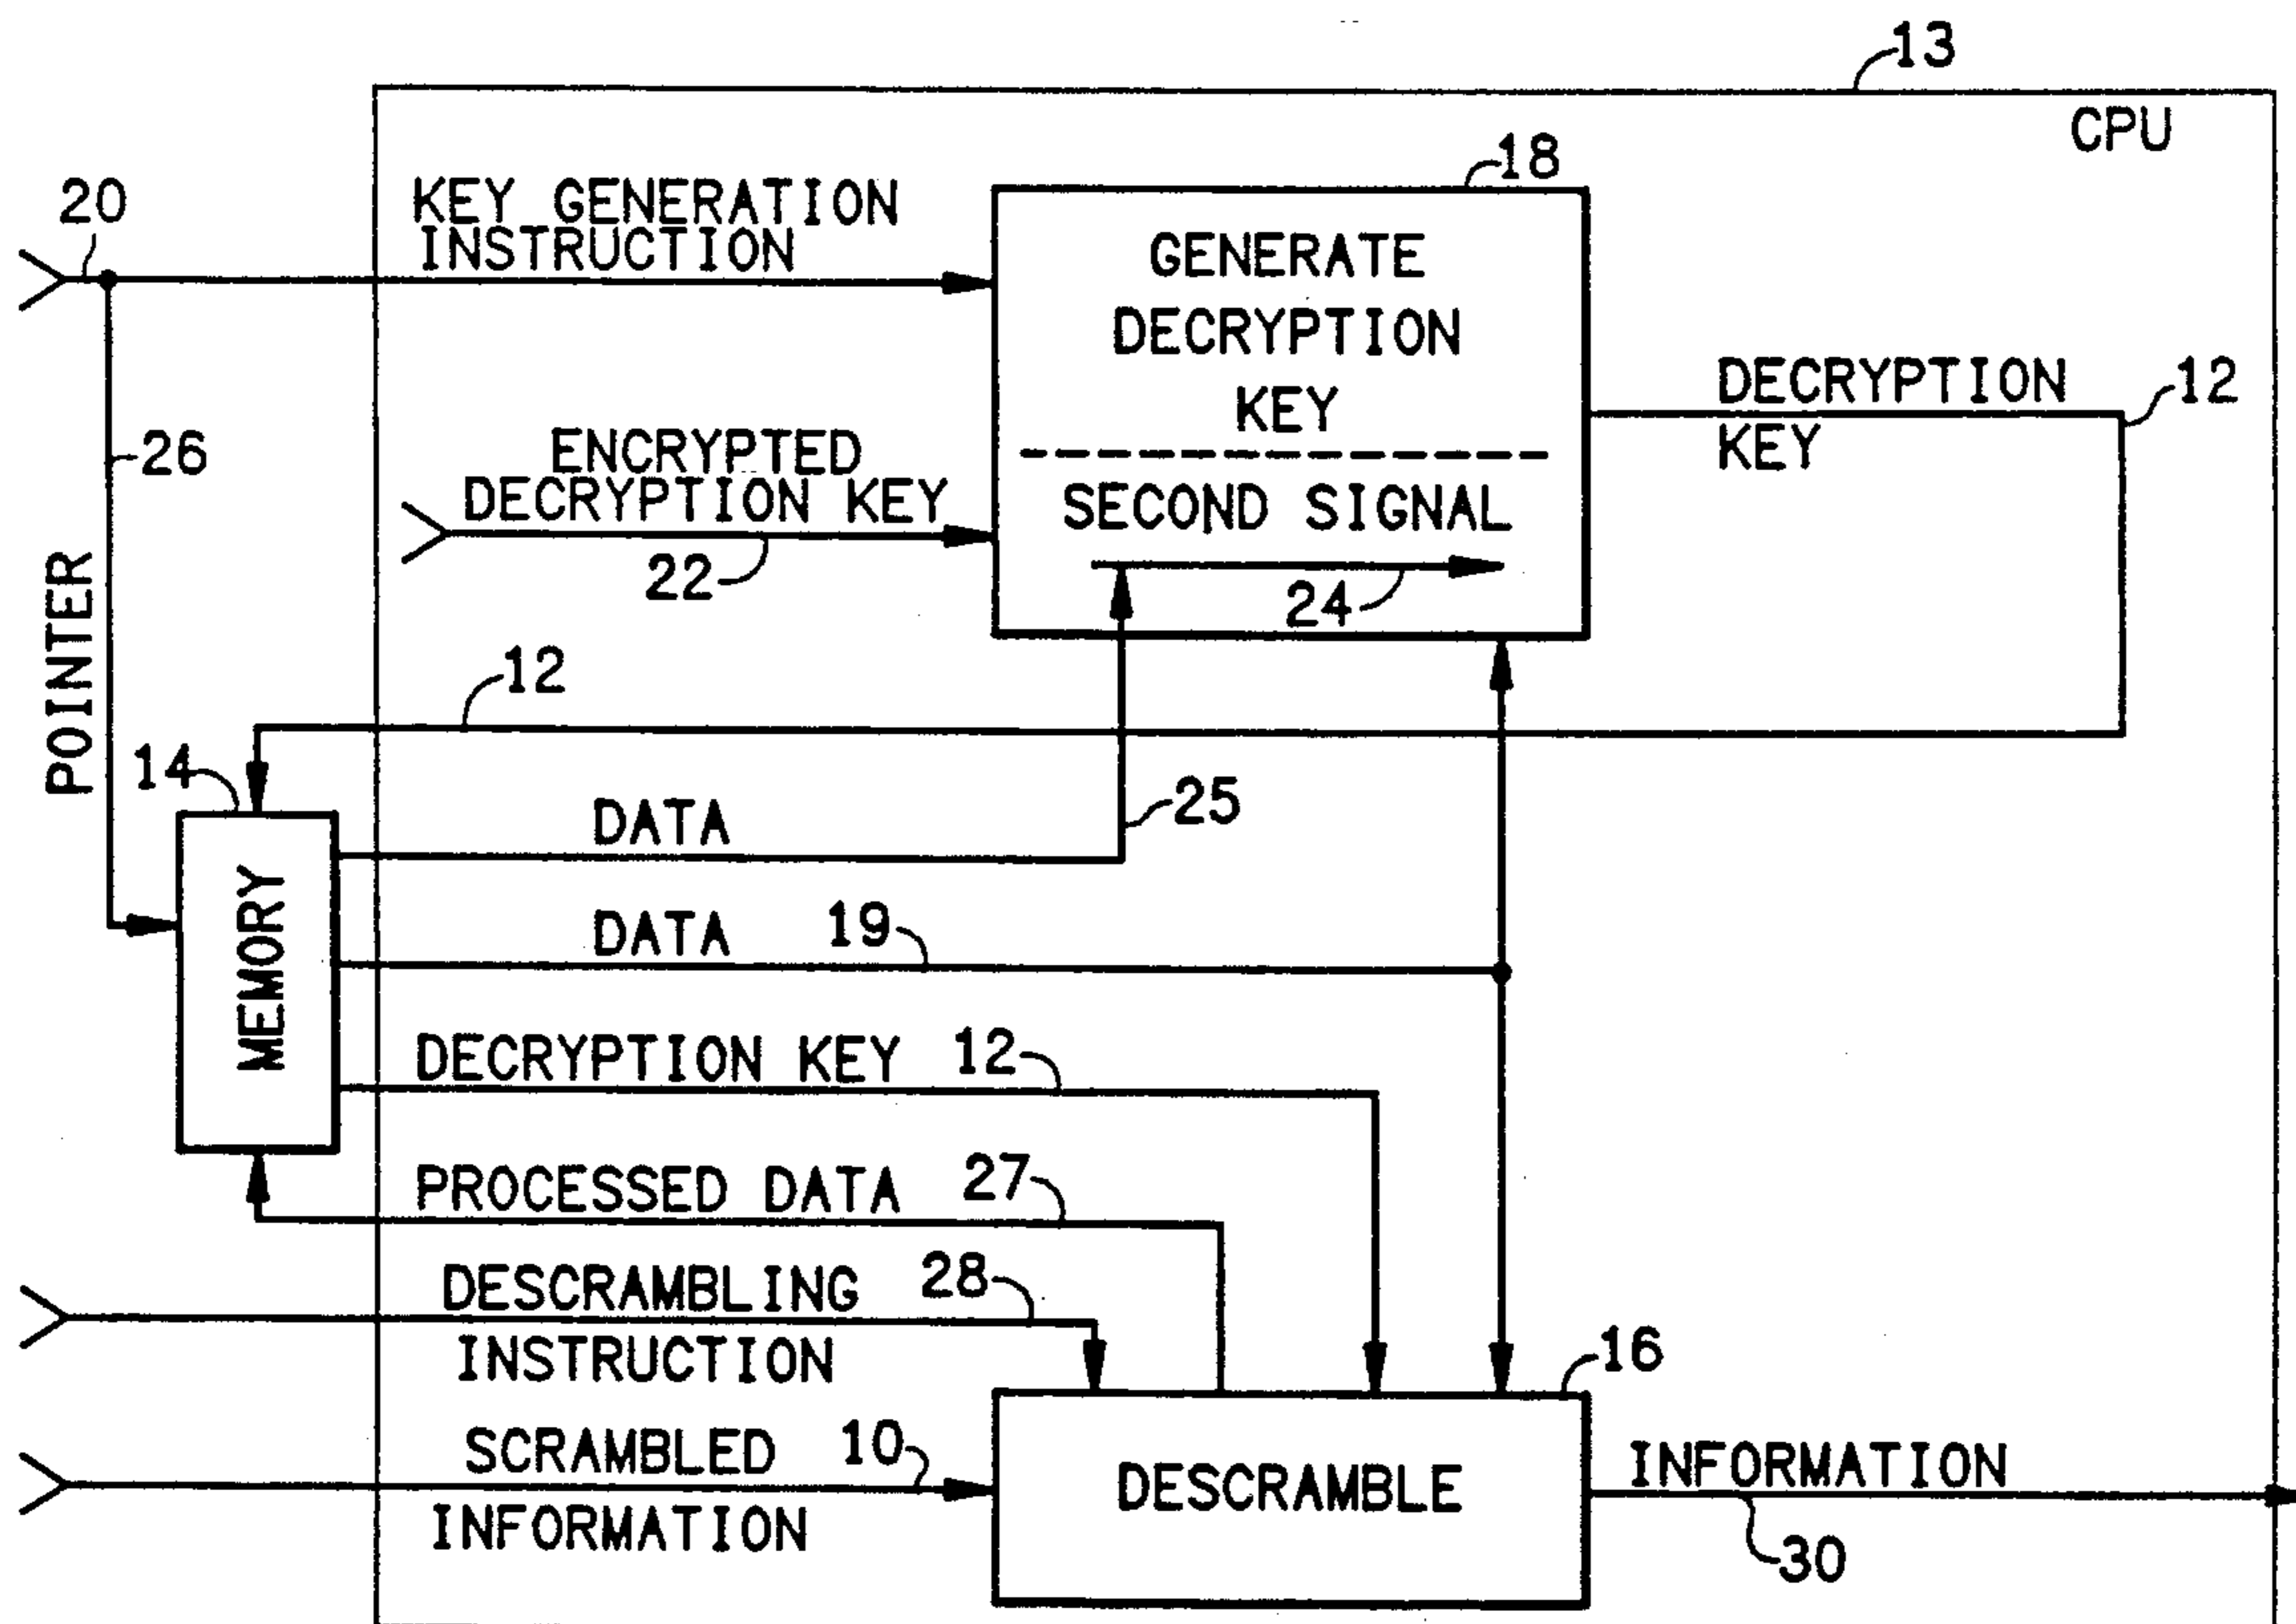 13
CPU
18
20
KEY GENERATION
INSTRUCTION
GENERATE
DECRYPTION
KEY
DECRYPTION
KEY
12
26
ENCRYPTED
DECRYPTION KEY
22
SECOND SIGNAL
24
POINTER
12
14
MEMORY
DATA
25
DATA
19
DECRYPTION KEY
12
PROCESSED DATA
27
DESCRAMBLING
INSTRUCTION
28
16
SCRAMBLED
INFORMATION
10
DESCRAMBLE
INFORMATION
30